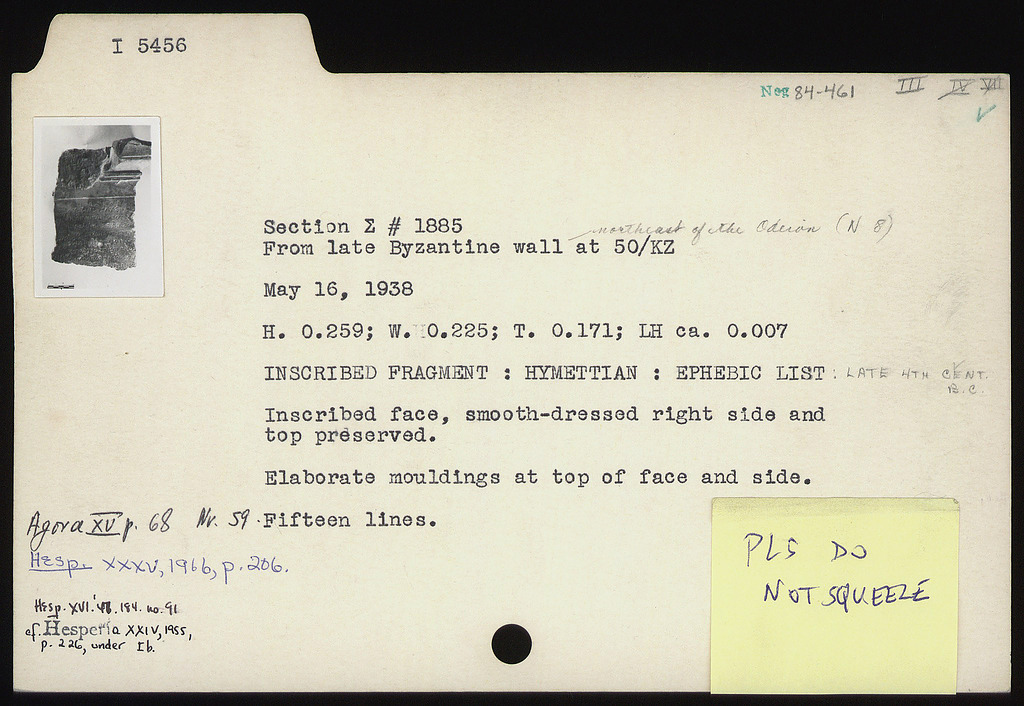 I 5456
Neg 84-461 III IV VII
Section Σ # 1885
northeast of the Odeion (N 8)
From late Byzantine wall at 50/KZ
May 16, 1938
H. 0.259; W. 0.225; T. 0.171; LH ca. 0.007
INSCRIBED FRAGMENT : HYMETTIAN : EPHEBIC LIST : LATE 4TH CENT.
B.C.
Inscribed face, smooth-dressed right side and
top preserved.
Elaborate mouldings at top of face and side.
Agora XV p. 68 Nr. 59. Fifteen lines.
Hesp. XXXV, 1966, p. 206.
Hesp. XVI. '47. 184. no. 91
cf. Hesperia XXIV, 1955,
p. 226, under Ib.
PLS DO
NOT SQUEEZE